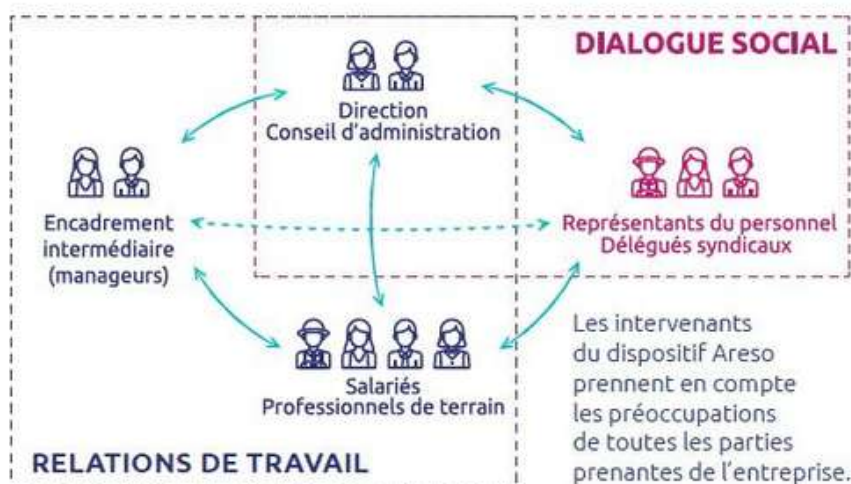 DIALOGUE SOCIAL
Direction
Conseil d'administration
Encadrement
intermédiaire
(manageurs)
Représentants du personnel
Délégués syndicaux
Salariés
Professionnels de terrain
Les intervenants
du dispositif Areso
prennent en compte
les préoccupations
de toutes les parties
prenantes de l'entreprise.
RELATIONS DE TRAVAIL